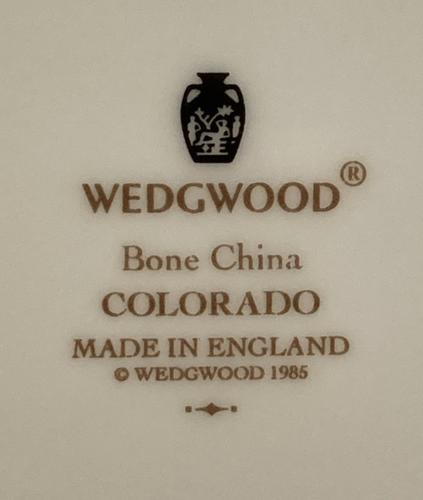 WEDGWOOD®
Bone China
COLORADO
MADE IN ENGLAND
© WEDGWOOD 1985